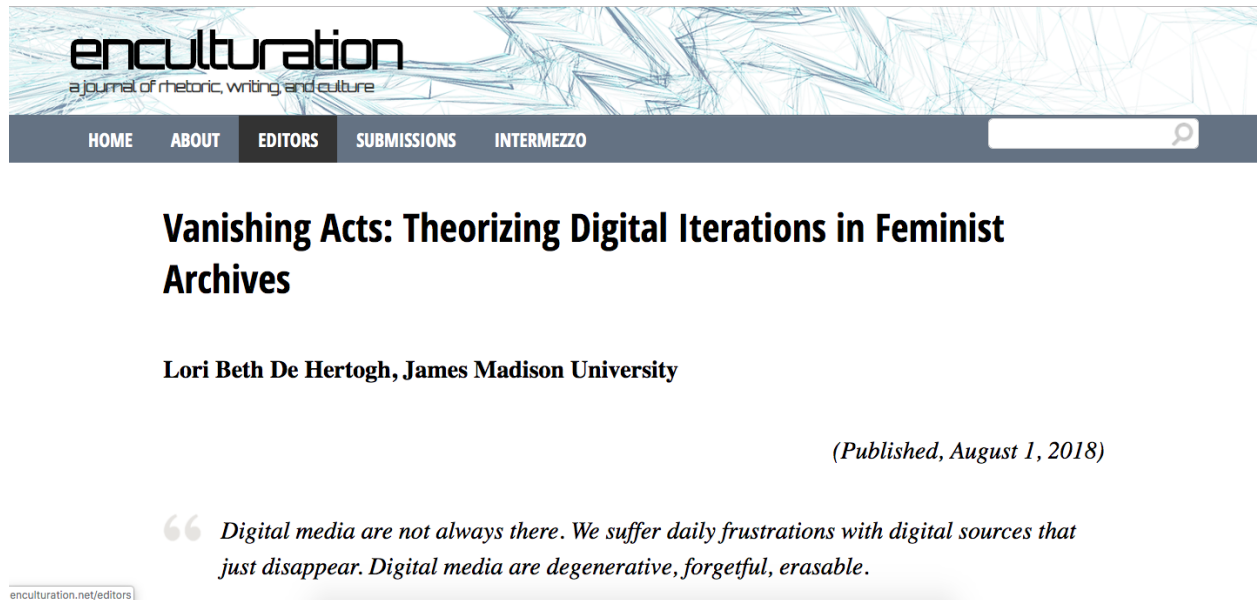 enculturation
a journal of rhetoric, writing, and culture
HOME ABOUT EDITORS SUBMISSIONS INTERMEZZO
Vanishing Acts: Theorizing Digital Iterations in Feminist
Archives
Lori Beth De Hertogh, James Madison University
(Published, August 1, 2018)
“ Digital media are not always there. We suffer daily frustrations with digital sources that
just disappear. Digital media are degenerative, forgetful, erasable.
enculturation.net/editors